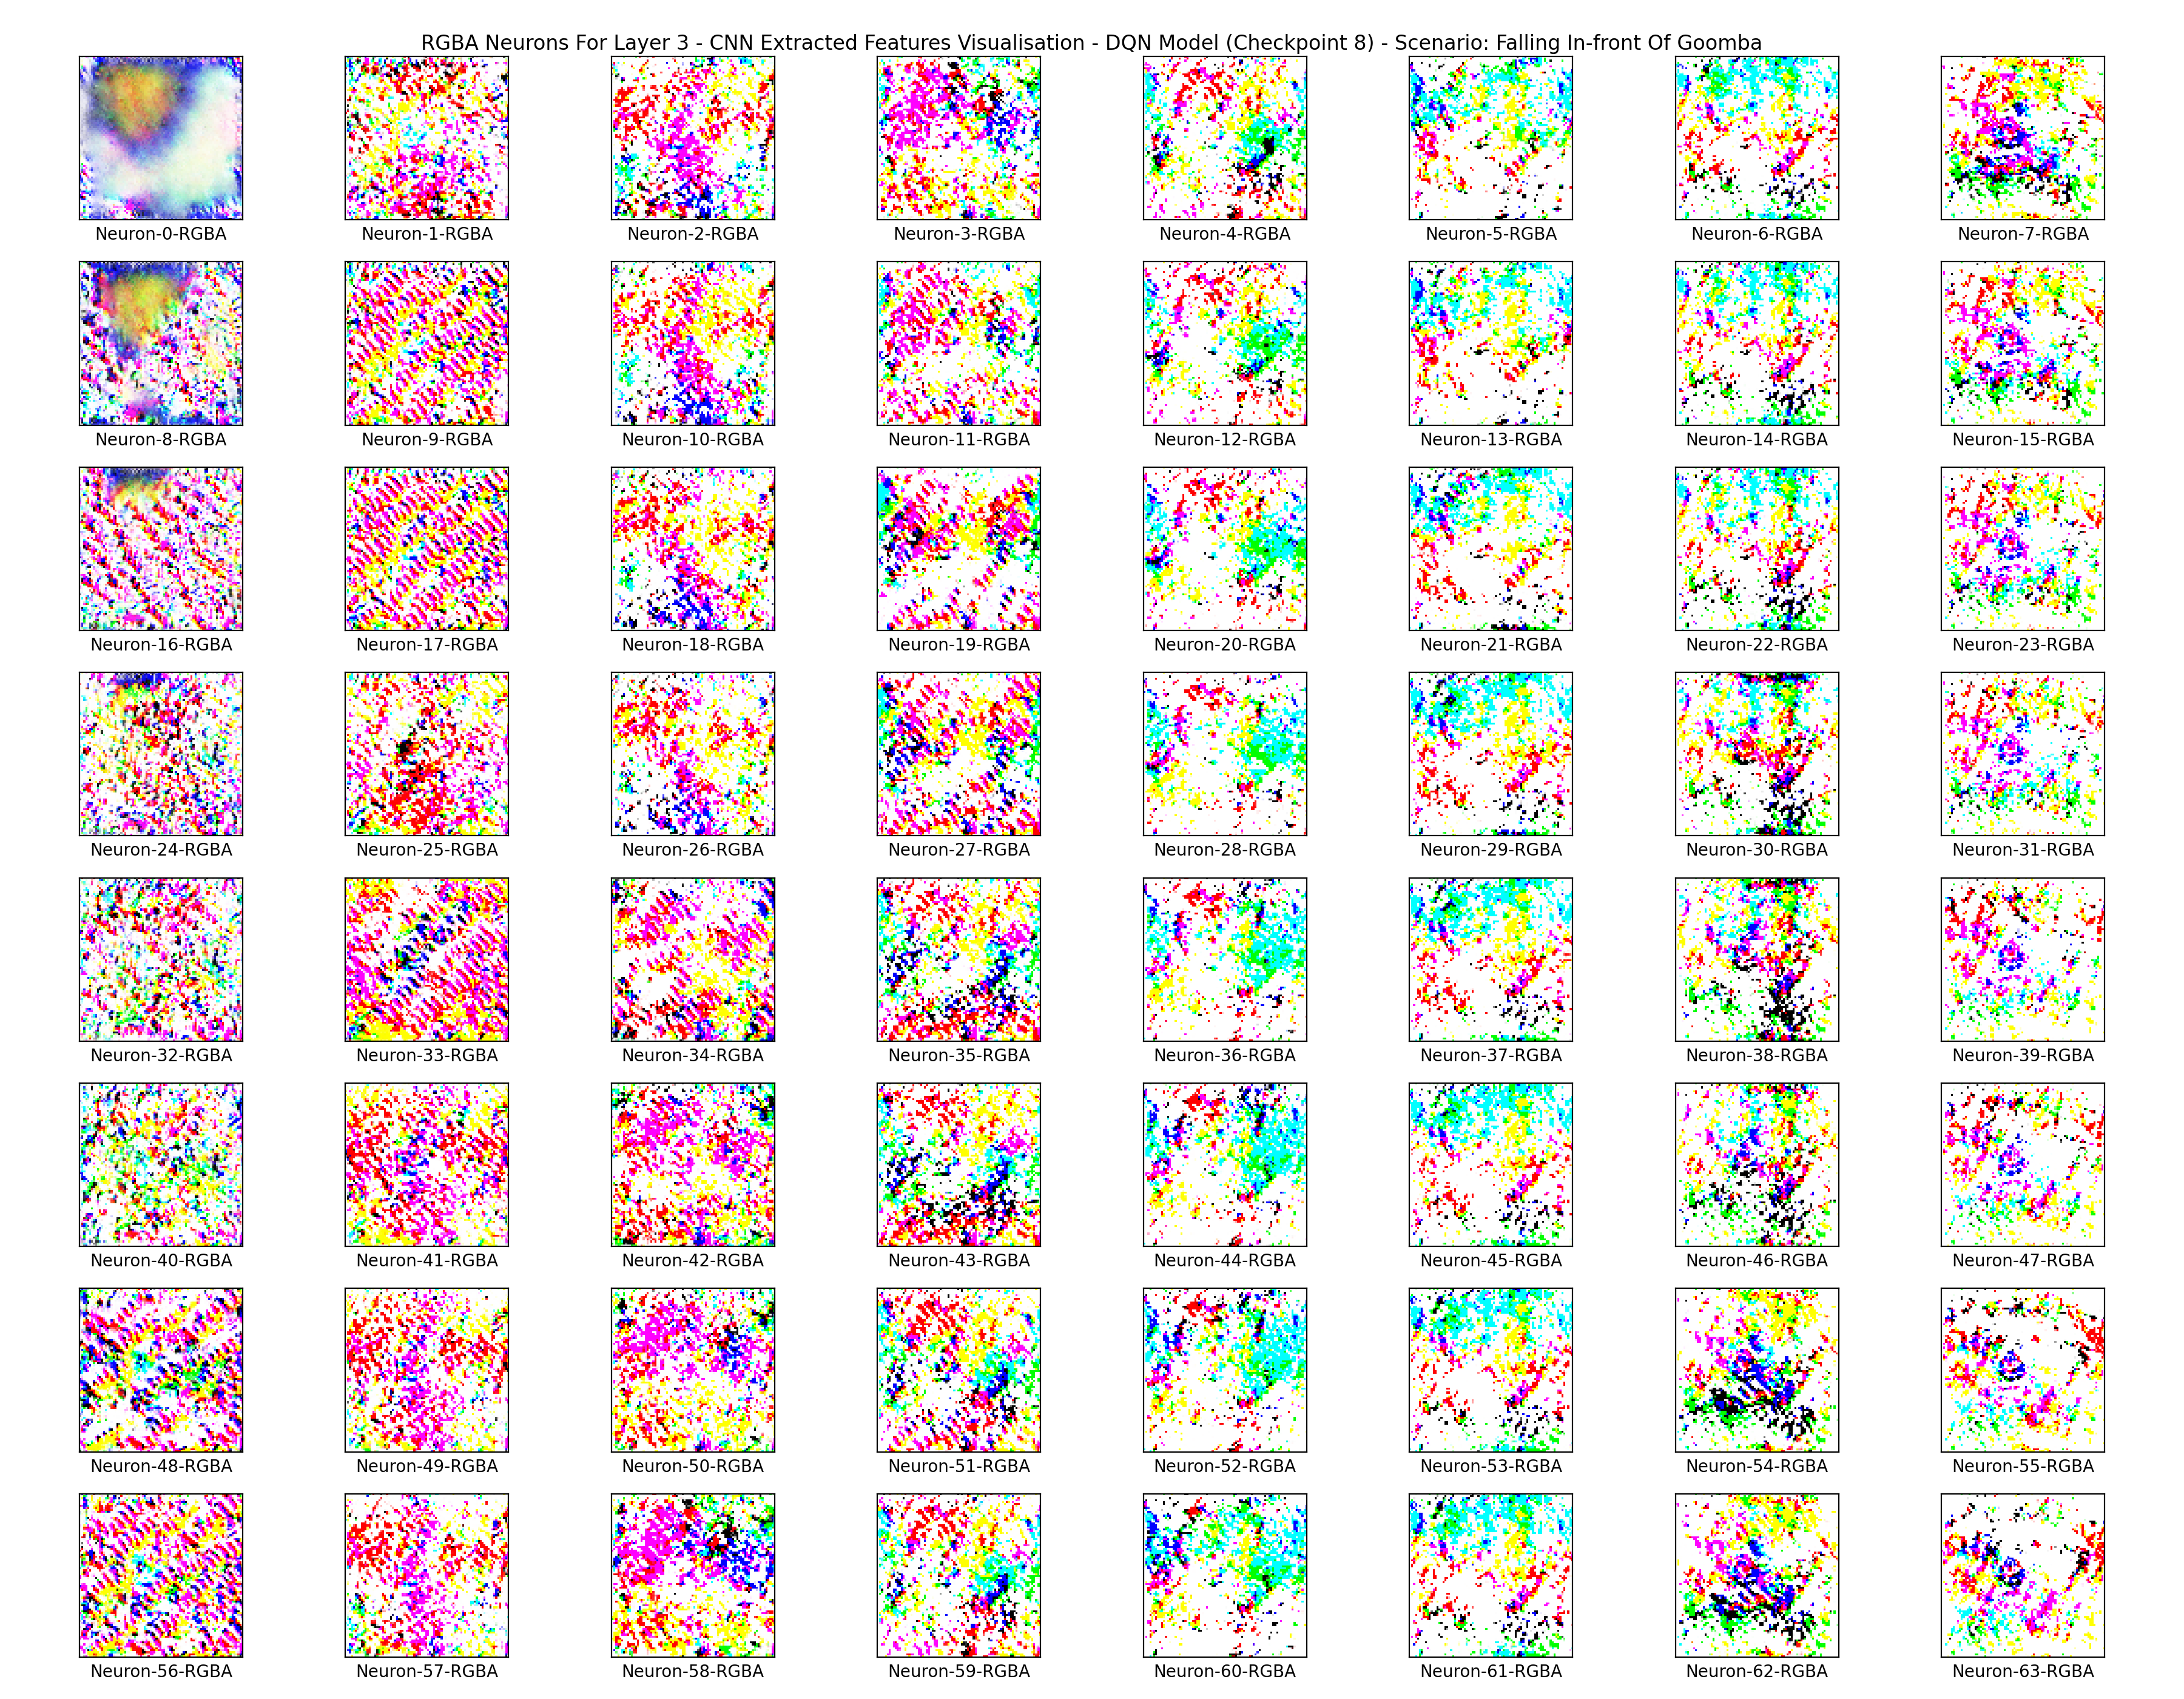 RGBA Neurons For Layer 3 - CNN Extracted Features Visualisation - DQN Model (Checkpoint 8) - Scenario: Falling In-front Of Goomba
Neuron-0-RGBA Neuron-1-RGBA Neuron-2-RGBA Neuron-3-RGBA Neuron-4-RGBA Neuron-5-RGBA Neuron-6-RGBA Neuron-7-RGBA
Neuron-8-RGBA Neuron-9-RGBA Neuron-10-RGBA Neuron-11-RGBA Neuron-12-RGBA Neuron-13-RGBA Neuron-14-RGBA Neuron-15-RGBA
Neuron-16-RGBA Neuron-17-RGBA Neuron-18-RGBA Neuron-19-RGBA Neuron-20-RGBA Neuron-21-RGBA Neuron-22-RGBA Neuron-23-RGBA
Neuron-24-RGBA Neuron-25-RGBA Neuron-26-RGBA Neuron-27-RGBA Neuron-28-RGBA Neuron-29-RGBA Neuron-30-RGBA Neuron-31-RGBA
Neuron-32-RGBA Neuron-33-RGBA Neuron-34-RGBA Neuron-35-RGBA Neuron-36-RGBA Neuron-37-RGBA Neuron-38-RGBA Neuron-39-RGBA
Neuron-40-RGBA Neuron-41-RGBA Neuron-42-RGBA Neuron-43-RGBA Neuron-44-RGBA Neuron-45-RGBA Neuron-46-RGBA Neuron-47-RGBA
Neuron-48-RGBA Neuron-49-RGBA Neuron-50-RGBA Neuron-51-RGBA Neuron-52-RGBA Neuron-53-RGBA Neuron-54-RGBA Neuron-55-RGBA
Neuron-56-RGBA Neuron-57-RGBA Neuron-58-RGBA Neuron-59-RGBA Neuron-60-RGBA Neuron-61-RGBA Neuron-62-RGBA Neuron-63-RGBA